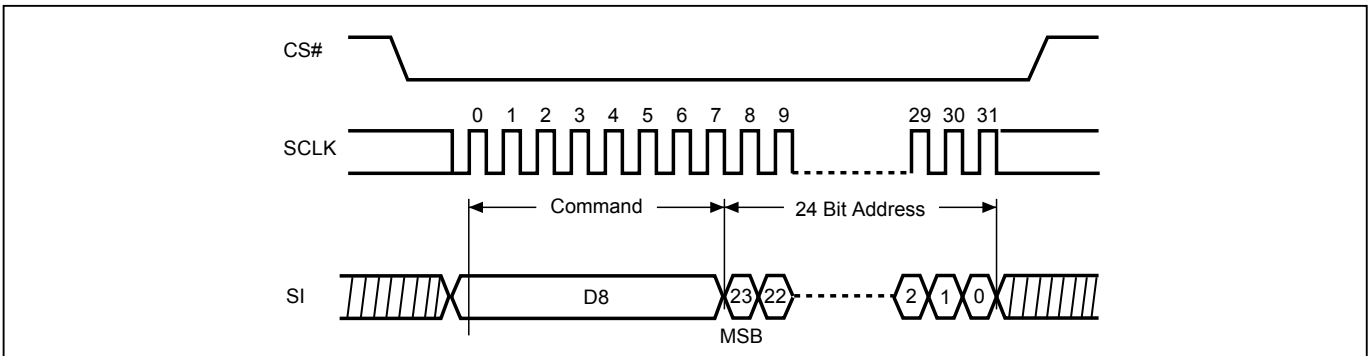 CS#
0 1 2 3 4 5 6 7 8 9 29 30 31
SCLK
Command 24 Bit Address
SI D8 23 22 2 1 0
MSB